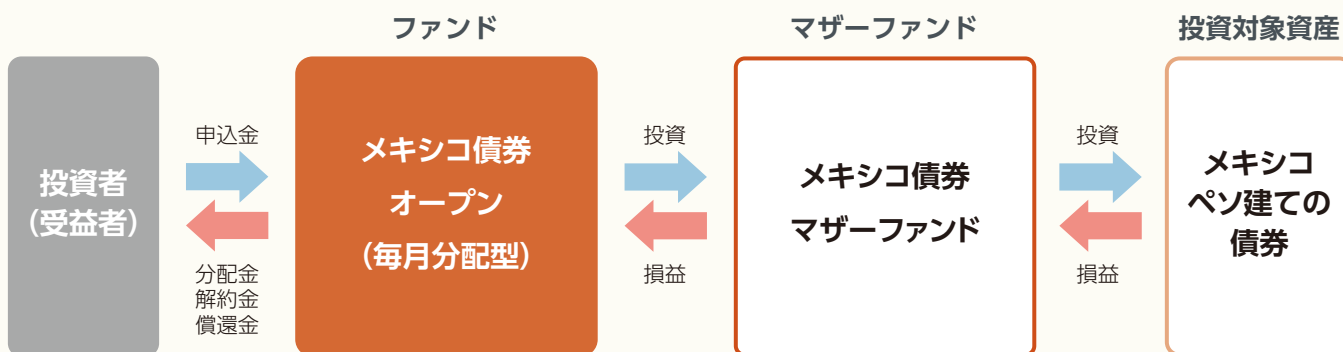 ファンド
マザーファンド
投資対象資産
投資者
(受益者)
申込金
分配金
解約金
償還金
メキシコ債券
オープン
(毎月分配型)
投資
損益
メキシコ債券
マザーファンド
投資
損益
メキシコ
ペソ建ての
債券